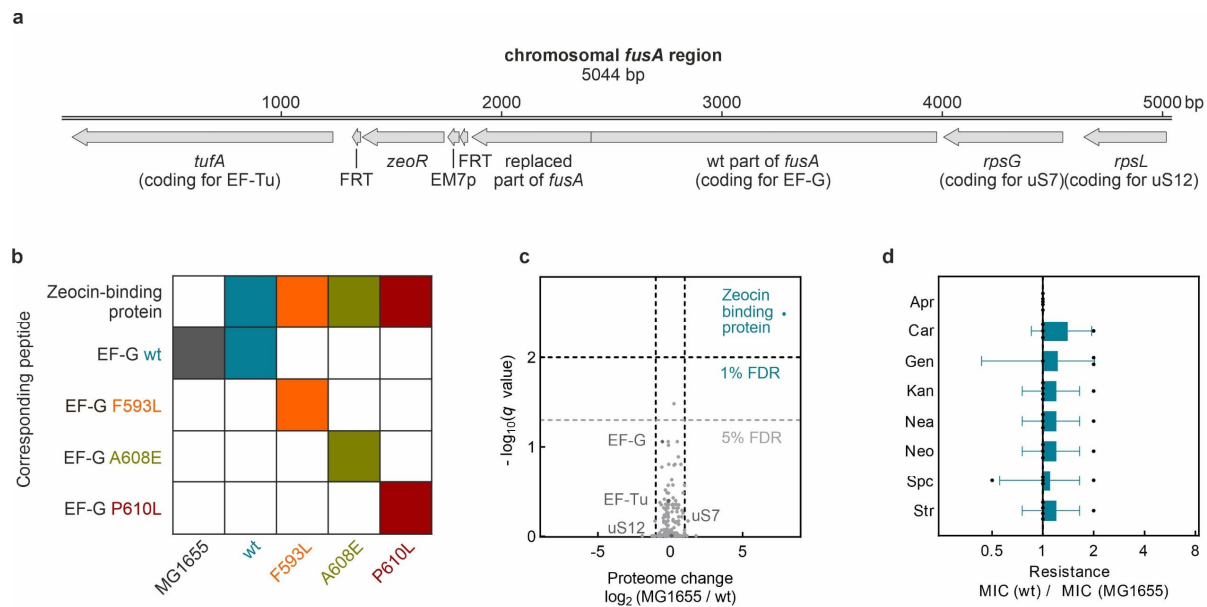 a
chromosomal fusA region
5044 bp
1000
2000
3000
4000
5000 bp
tufA
(coding for EF-Tu)
FRT
zeoR
EM7p
FRT
replaced
part of fusA
wt part of fusA
(coding for EF-G)
rpsG
(coding for uS7)
rpsL
(coding for uS12)
b
Corresponding peptide
Zeocin-binding
protein
EF-G wt
EF-G F593L
EF-G A608E
EF-G P610L
MG1655
wt
F593L
A608E
P610L
c
- log10(q value)
2
1
0
Zeocin
binding
protein
1% FDR
5% FDR
EF-G
EF-Tu
uS12
uS7
-5
0
5
Proteome change
log2 (MG1655 / wt)
d
Apr
Car
Gen
Kan
Nea
Neo
Spc
Str
0.5
1
2
4
8
Resistance
MIC (wt) / MIC (MG1655)